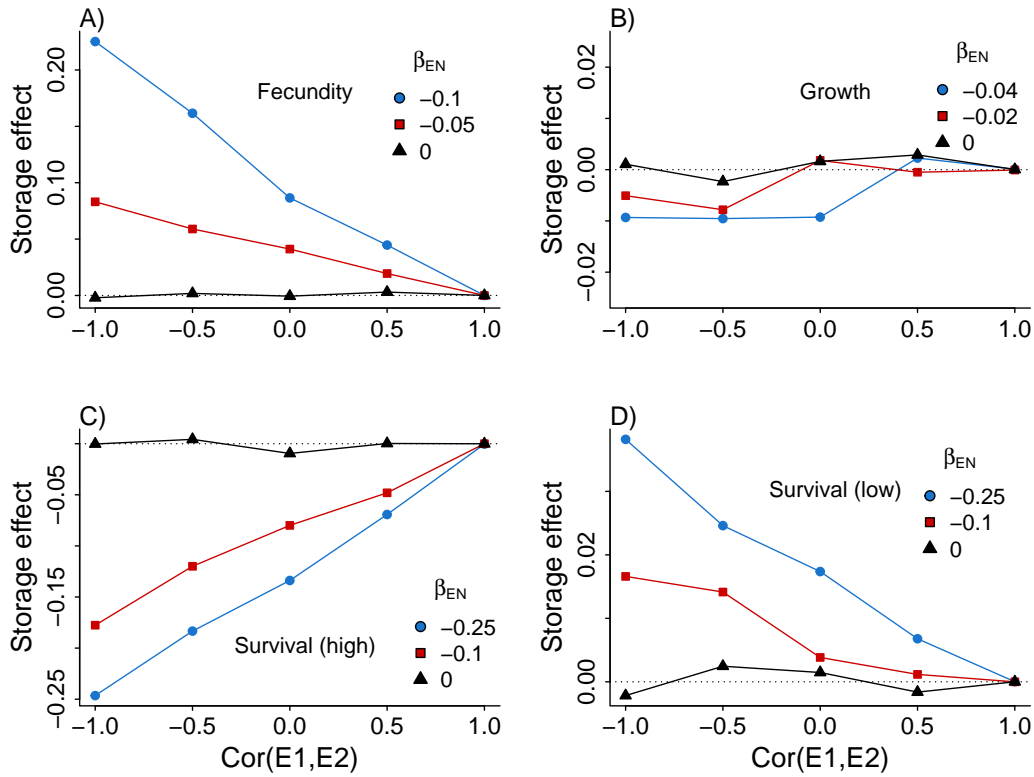 A)
Storage effect
0.00
0.10
0.20
Fecundity
βEN
−0.1
−0.05
0
−1.0 −0.5 0.0 0.5 1.0
B)
Storage effect
−0.02
0.00
0.02
Growth
βEN
−0.04
−0.02
0
−1.0 −0.5 0.0 0.5 1.0
C)
Storage effect
−0.25
−0.15
−0.05
Survival (high)
βEN
−0.25
−0.1
0
−1.0 −0.5 0.0 0.5 1.0
Cor(E1,E2)
D)
Storage effect
0.00
0.02
Survival (low)
βEN
−0.25
−0.1
0
−1.0 −0.5 0.0 0.5 1.0
Cor(E1,E2)